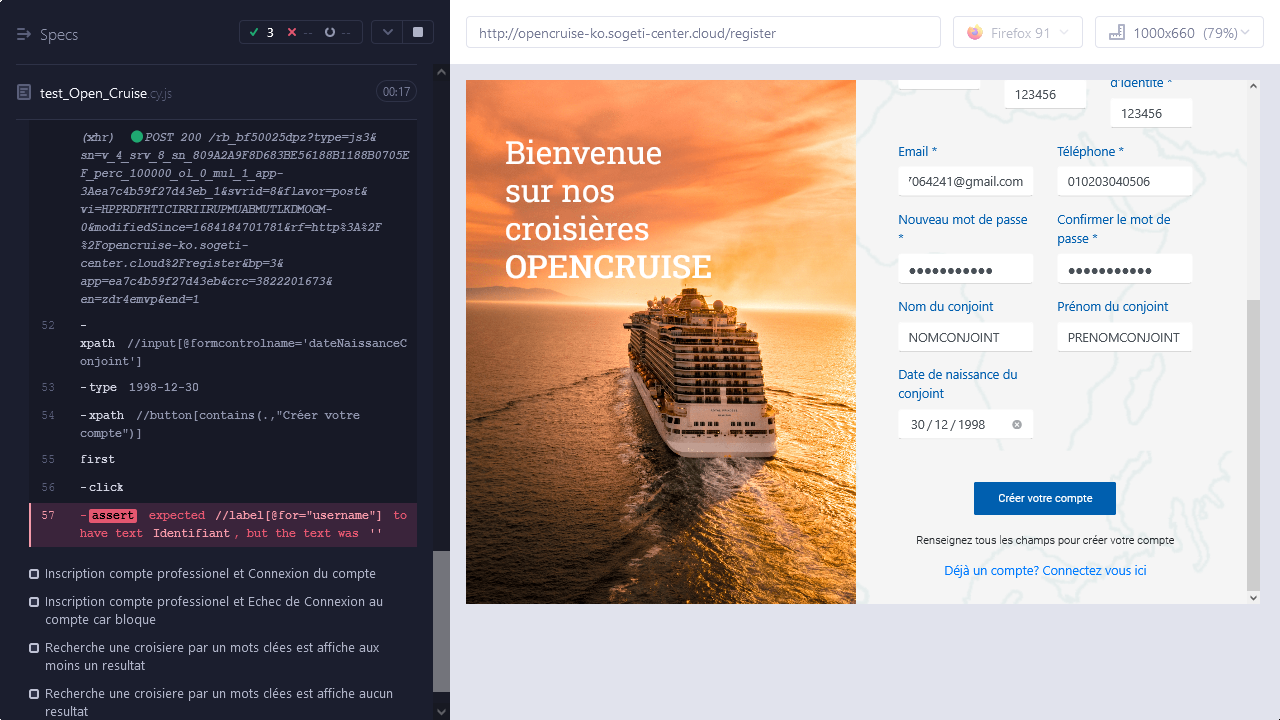 Specs
3
--
--
http://opencruise-ko.sogeti-center.cloud/register
Firefox 91
1000x660 (79%)
test_Open_Cruise.cy.js
00:17
(xhr) POST 200 /rb_bf50025dpz?type=js3&
sn=v_4_srv_8_sn_809A2A9F8D683BE56188B1188B0705E
F_perc_100000_ol_0_mul_1_app-
3Aea7c4b59f27d43eb_1&svrid=8&flavor=post&
vi=HPPRDFHTICIRRIIRUPMUABMUTLKDMOGM-
0&modifiedSince=1684184701781&rf=http%3A%2F
%2Fopencruise-ko.sogeti-
center.cloud%2Fregister&bp=3&
app=ea7c4b59f27d43eb&crc=3822201673&
en=zdr4emvp&end=1
52 -
xpath //input[@formcontrolname='dateNaissanceC
onjoint']
53 -type 1998-12-30
54 -xpath //button[contains(.,"Créer votre
compte")]
55 first
56 -click
57 -assert expected //label[@for="username"] to
have text Identifiant, but the text was ''
Inscription compte professionel et Connexion du compte
Inscription compte professionel et Echec de Connexion au
compte car bloque
Recherche une croisiere par un mots clées est affiche aux
moins un resultat
Recherche une croisiere par un mots clées est affiche aucun
resultat
Bienvenue
sur nos
croisières
OPENCRUISE
d'identité *
123456
123456
Email *
Téléphone *
7064241@gmail.com
010203040506
Nouveau mot de passe
*
Confirmer le mot de
passe *
●●●●●●●●●●●
●●●●●●●●●●●
Nom du conjoint
Prénom du conjoint
NOMCONJOINT
PRENOMCONJOINT
Date de naissance du
conjoint
30 / 12 / 1998
Créer votre compte
Renseignez tous les champs pour créer votre compte
Déjà un compte? Connectez vous ici